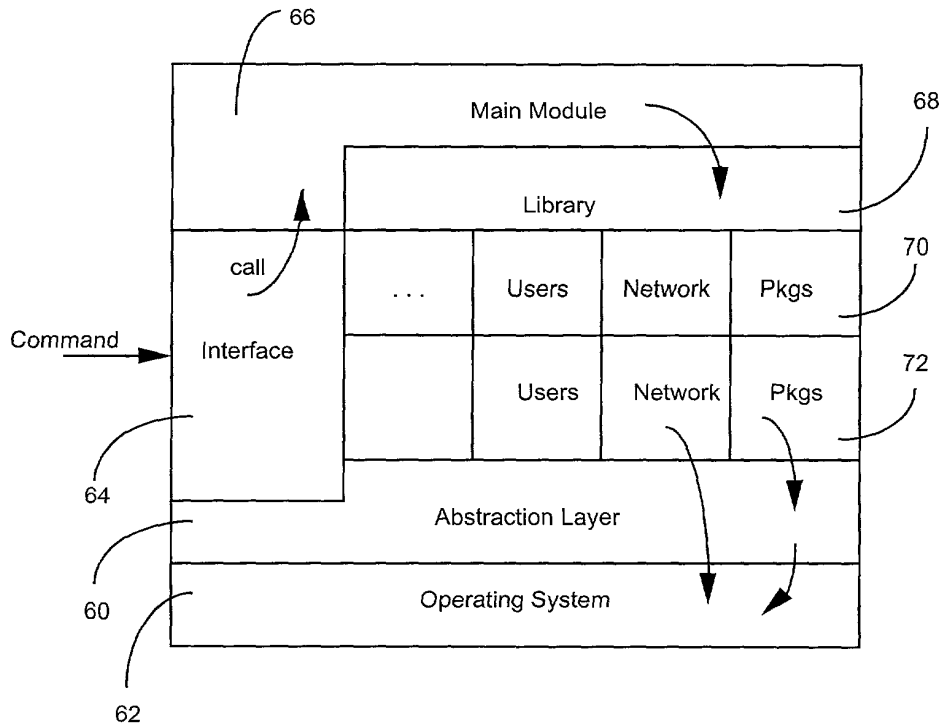 66
Main Module
68
Library
call
70
. . . Users Network Pkgs
Command
Interface
72
Users Network Pkgs
64
Abstraction Layer
60
Operating System
62